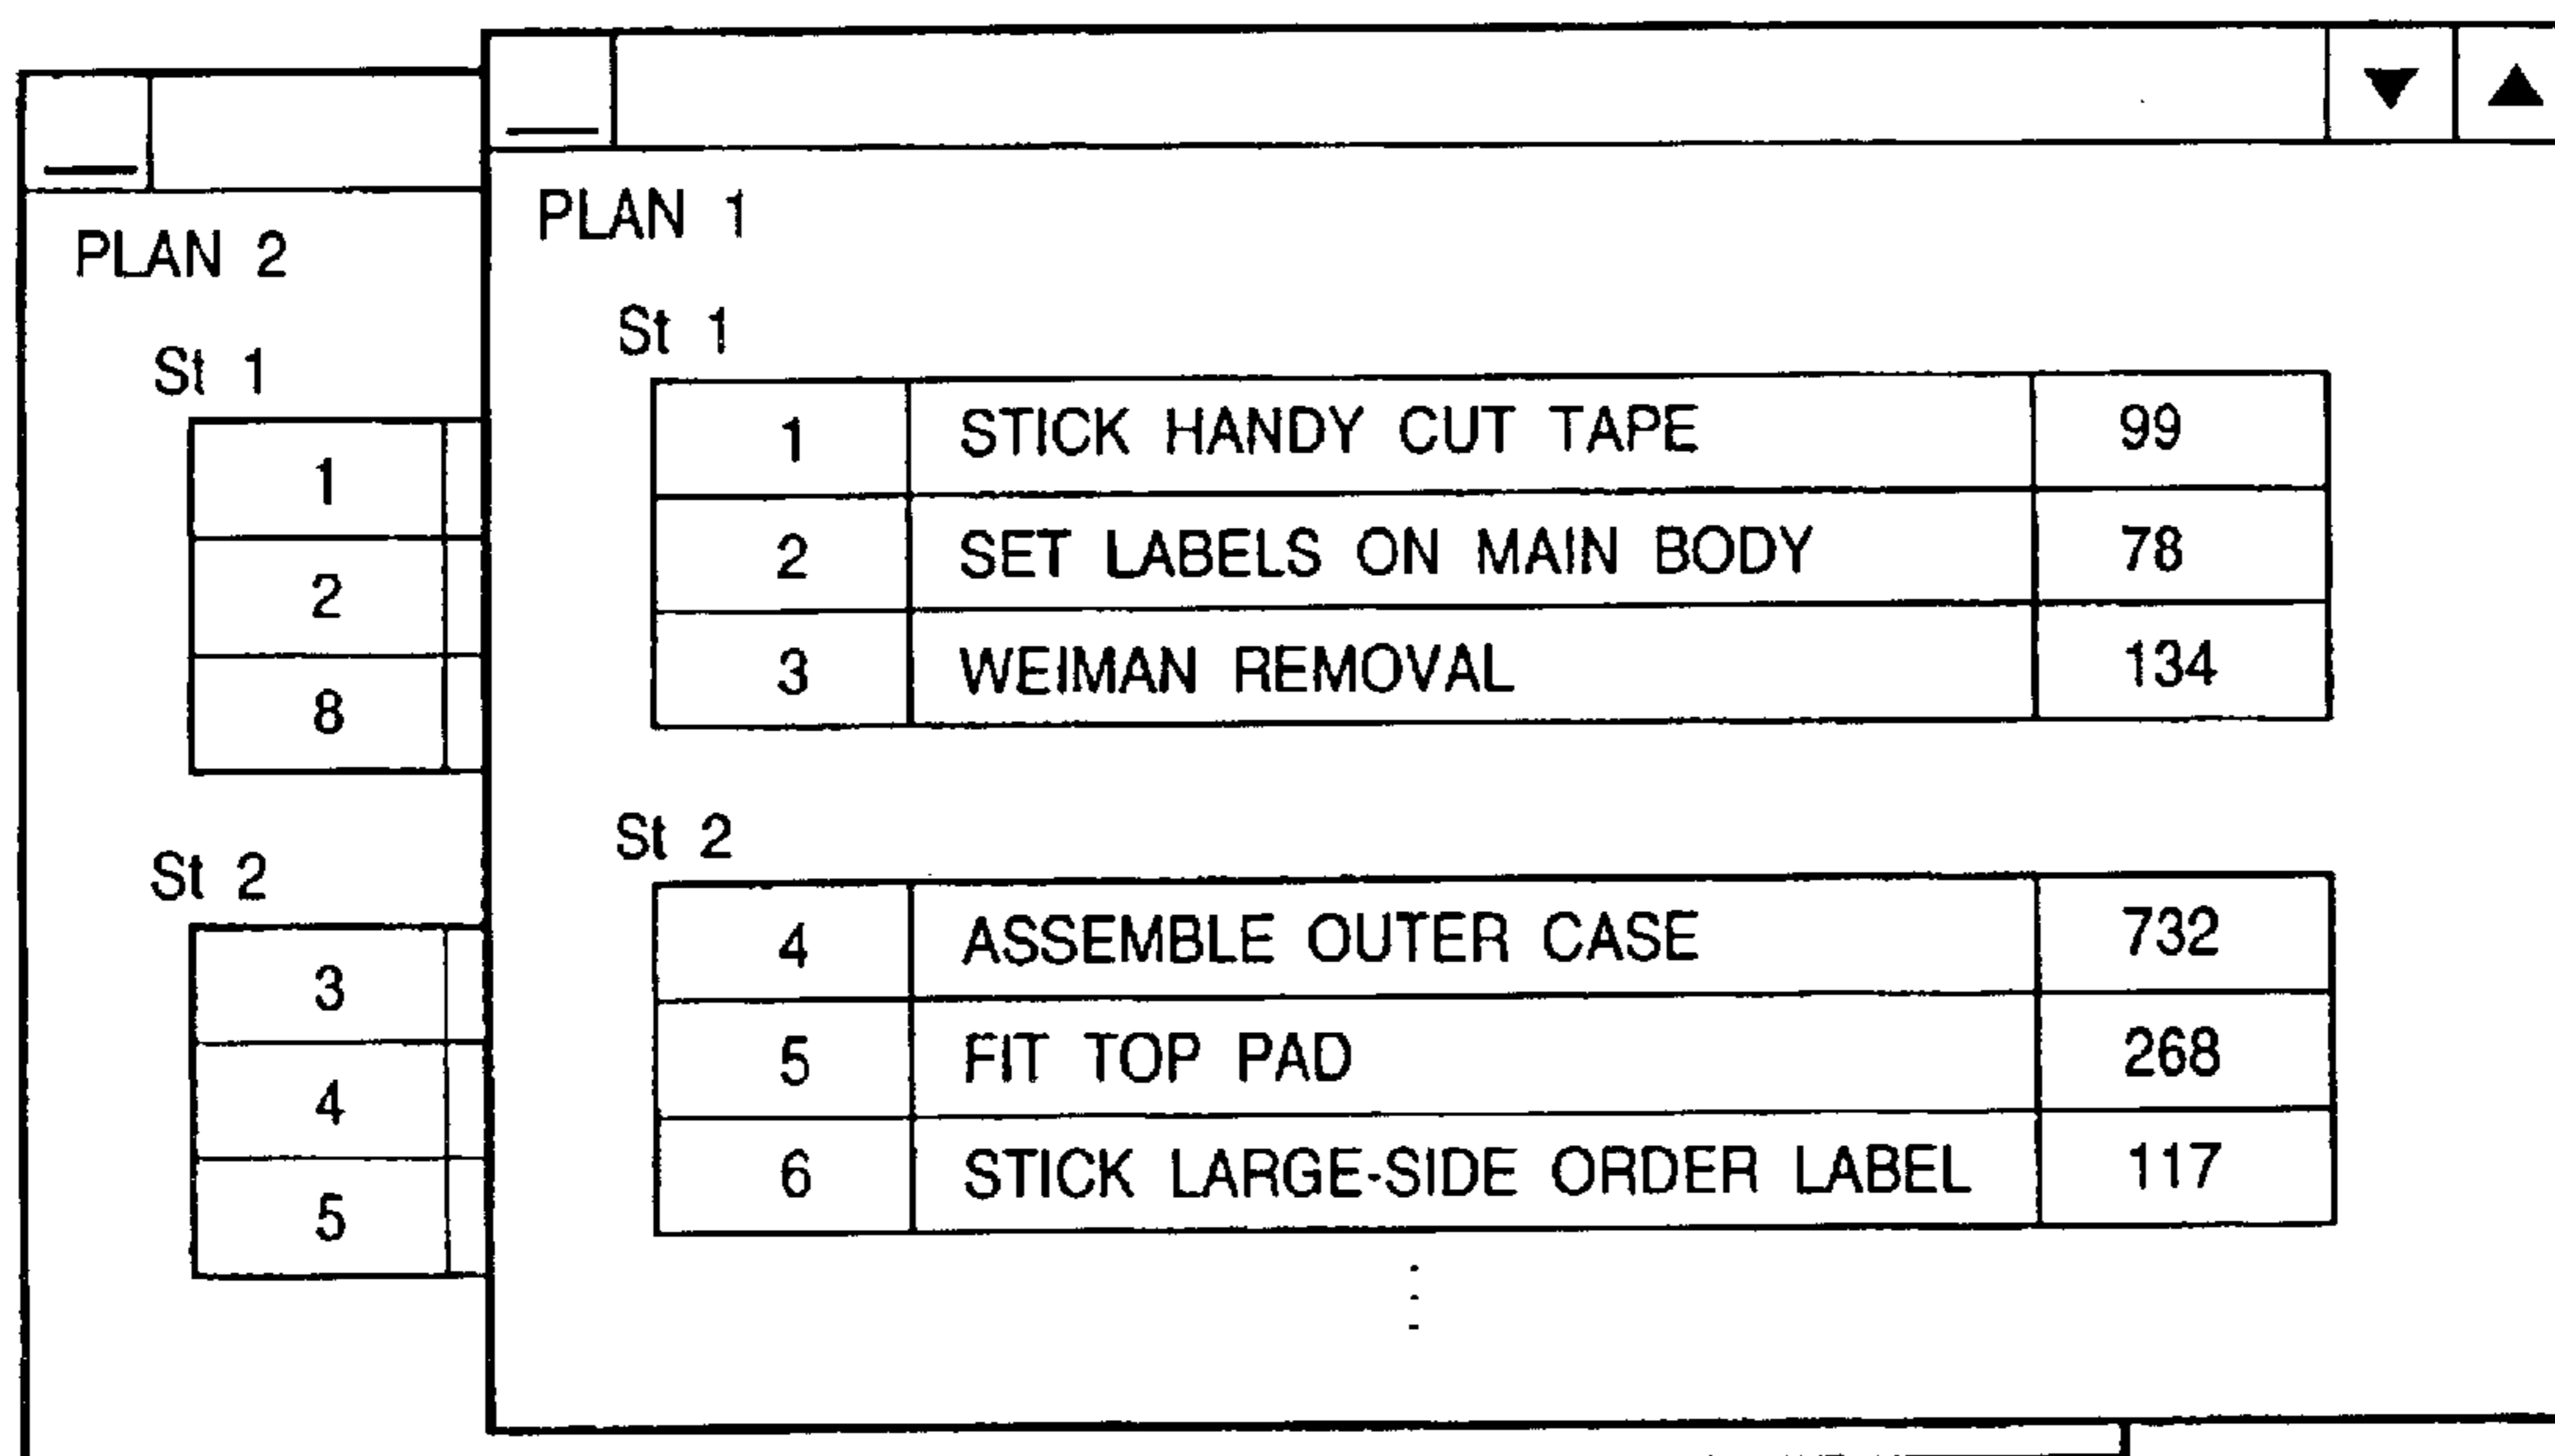 PLAN 2
St 1
1
2
8
St 2
3
4
5
PLAN 1
St 1
1 STICK HANDY CUT TAPE 99
2 SET LABELS ON MAIN BODY 78
3 WEIMAN REMOVAL 134
St 2
4 ASSEMBLE OUTER CASE 732
5 FIT TOP PAD 268
6 STICK LARGE-SIDE ORDER LABEL 117